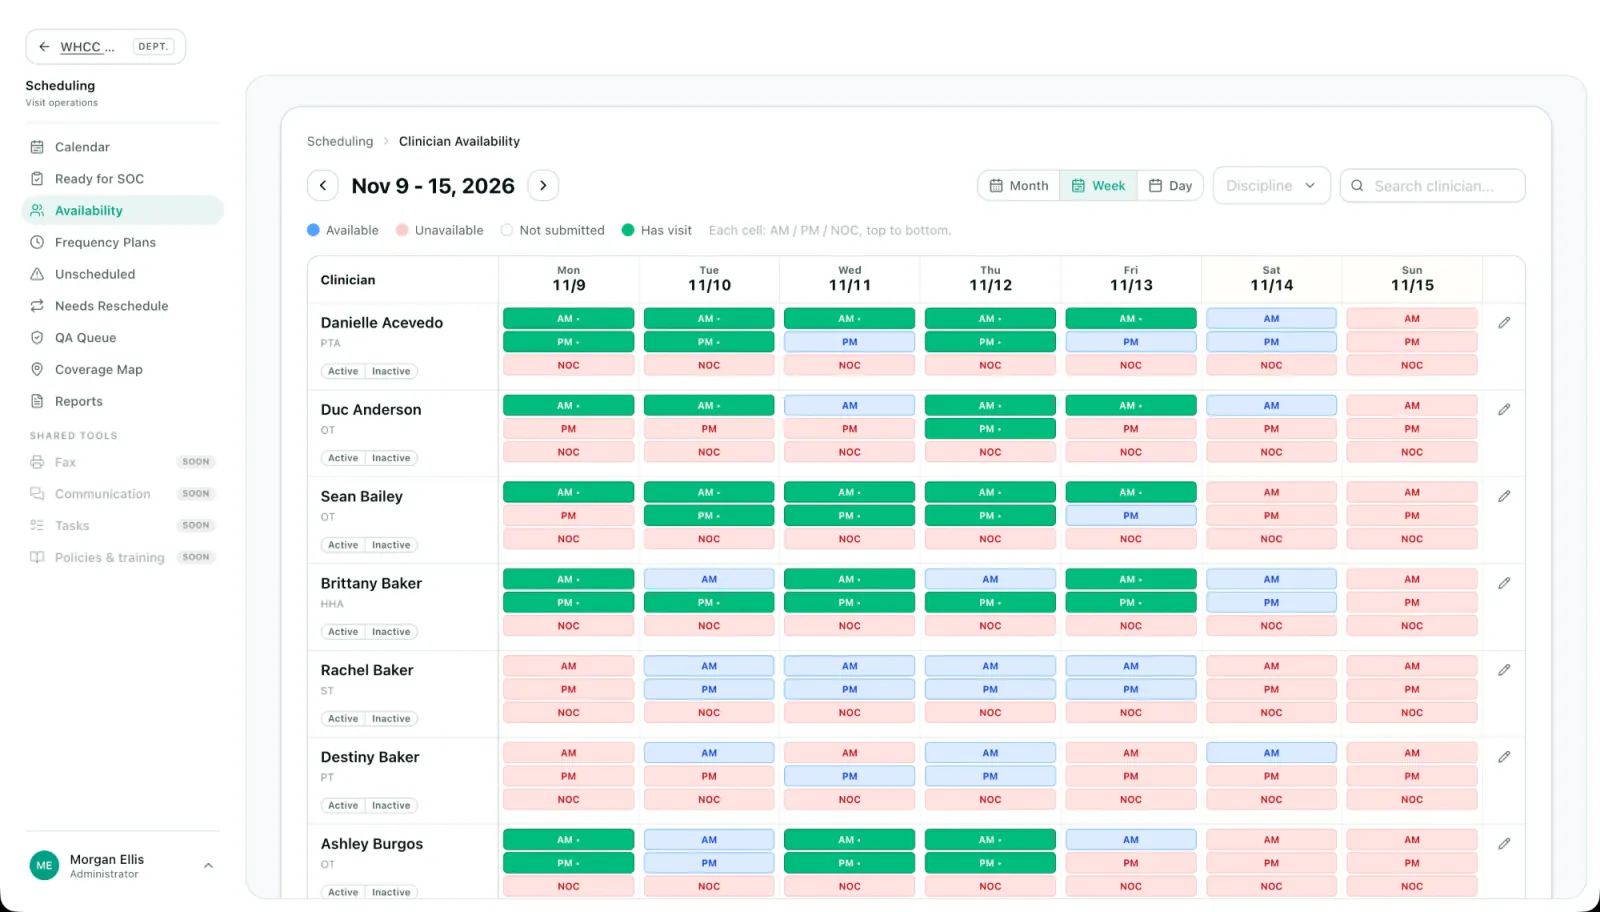 WHCC ... DEPT.
Scheduling
Visit operations
Calendar
Ready for SOC
Availability
Frequency Plans
Unscheduled
Needs Reschedule
QA Queue
Coverage Map
Reports
SHARED TOOLS
Fax SOON
Communication SOON
Tasks SOON
Policies & training SOON
ME Morgan Ellis
Administrator
Scheduling > Clinician Availability
Nov 9 - 15, 2026
Month Week Day Discipline Search clinician...
Available Unavailable Not submitted Has visit Each cell: AM / PM / NOC, top to bottom.
Clinician Mon Tue Wed Thu Fri Sat Sun
11/9 11/10 11/11 11/12 11/13 11/14 11/15
Danielle Acevedo AM • AM • AM • AM • AM • AM AM
PTA PM • PM • PM PM • PM PM PM
Active Inactive NOC NOC NOC NOC NOC NOC NOC
Duc Anderson AM • AM • AM AM • AM • AM AM
OT PM PM PM PM • PM PM PM
Active Inactive NOC NOC NOC NOC NOC NOC NOC
Sean Bailey AM • AM • AM • AM • AM • AM AM
OT PM PM • PM • PM • PM PM PM
Active Inactive NOC NOC NOC NOC NOC NOC NOC
Brittany Baker AM • AM AM • AM AM • AM AM
HHA PM • PM • PM • PM • PM • PM PM
Active Inactive NOC NOC NOC NOC NOC NOC NOC
Rachel Baker AM AM AM AM AM AM AM
ST PM PM PM PM PM PM PM
Active Inactive NOC NOC NOC NOC NOC NOC NOC
Destiny Baker AM AM AM AM AM AM AM
PT PM PM PM PM PM PM PM
Active Inactive NOC NOC NOC NOC NOC NOC NOC
Ashley Burgos AM • AM AM • AM • AM AM AM
OT PM • PM PM • PM • PM PM PM
Active Inactive NOC NOC NOC NOC NOC NOC NOC